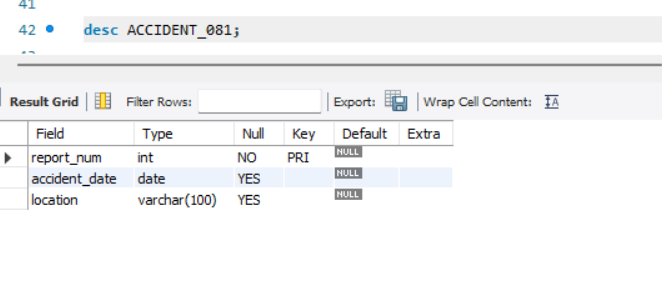 41
42 desc ACCIDENT_081;
Result Grid Filter Rows: Export: Wrap Cell Content: IA
Field Type Null Key Default Extra
report_num int NO PRI NULL
accident_date date YES NULL
location varchar(100) YES NULL